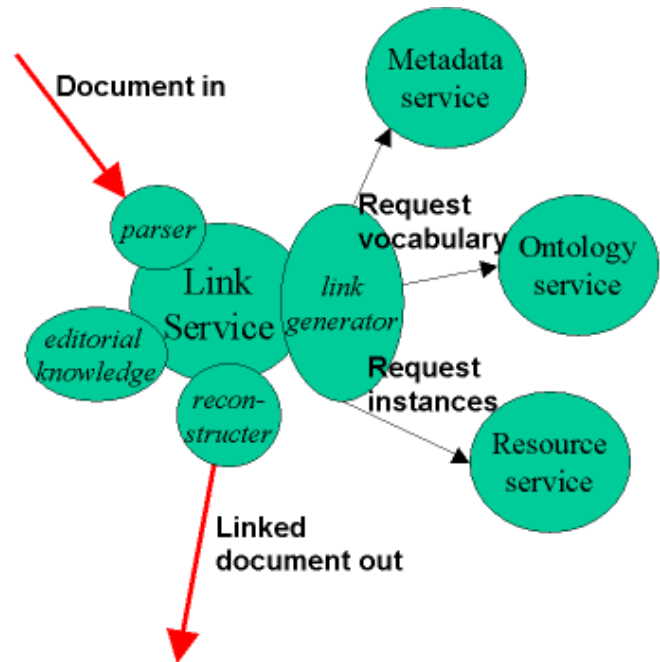 Document in
Metadata
service
parser
Request
vocabulary
Ontology
service
Link
Service
link
generator
editorial
knowledge
Request
instances
recon-
structer
Resource
service
Linked
document out